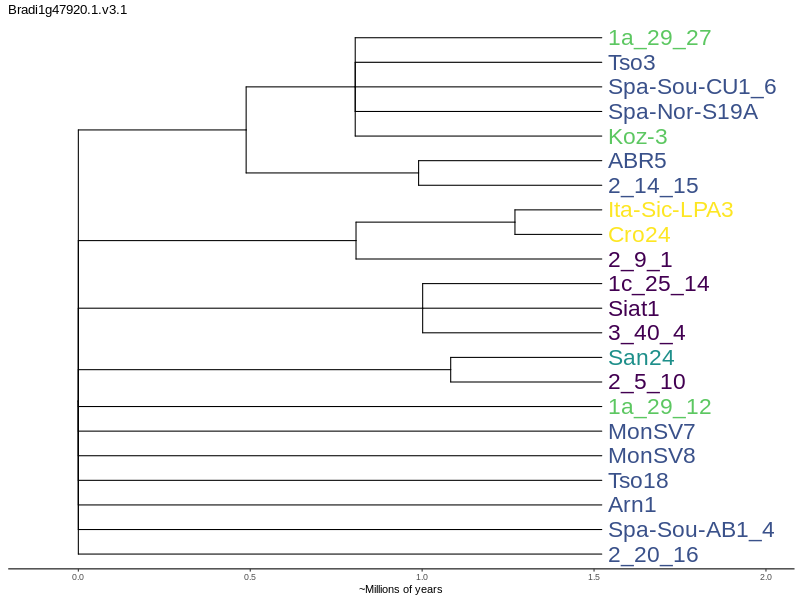 Bradi1g47920.1.v3.1
1a_29_27
Tso3
Spa-Sou-CU1_6
Spa-Nor-S19A
Koz-3
ABR5
2_14_15
Ita-Sic-LPA3
Cro24
2_9_1
1c_25_14
Siat1
3_40_4
San24
2_5_10
1a_29_12
MonSV7
MonSV8
Tso18
Arn1
Spa-Sou-AB1_4
2_20_16
0.0 0.5 1.0 1.5 2.0
~Millions of years